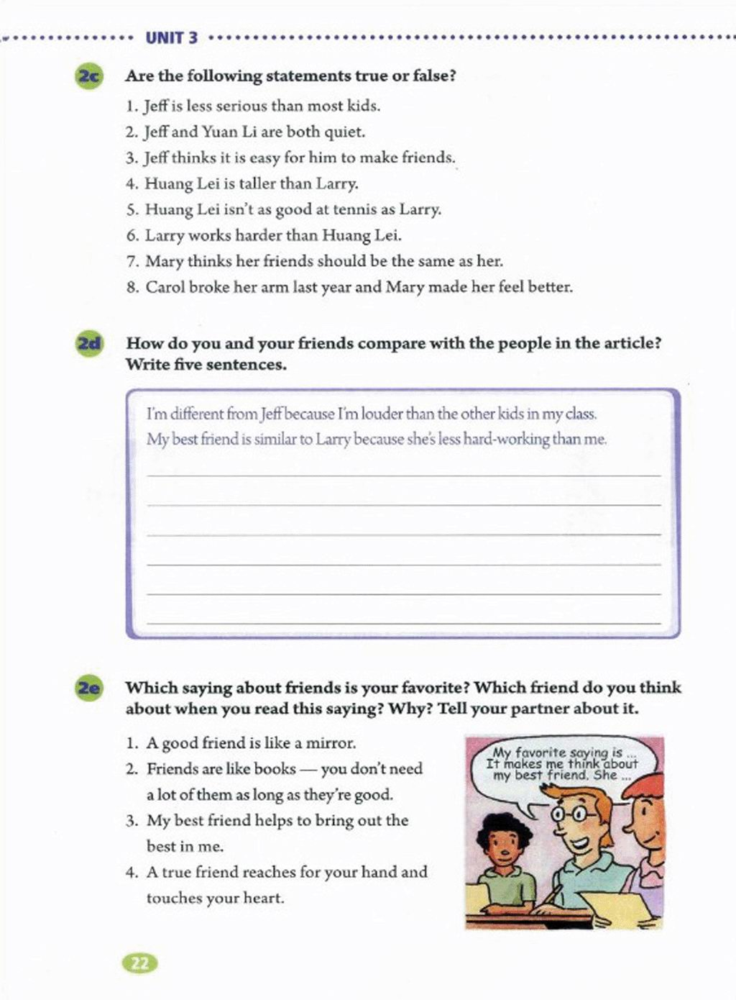 UNIT 3
2c Are the following statements true or false?
1. Jeff is less serious than most kids.
2. Jeff and Yuan Li are both quiet.
3. Jeff thinks it is easy for him to make friends.
4. Huang Lei is taller than Larry.
5. Huang Lei isn't as good at tennis as Larry.
6. Larry works harder than Huang Lei.
7. Mary thinks her friends should be the same as her.
8. Carol broke her arm last year and Mary made her feel better.
2d How do you and your friends compare with the people in the article?
Write five sentences.
I'm different from Jeff because I'm louder than the other kids in my class.
My best friend is similar to Larry because she's less hard-working than me.
2e Which saying about friends is your favorite? Which friend do you think
about when you read this saying? Why? Tell your partner about it.
1. A good friend is like a mirror.
2. Friends are like books — you don't need
a lot of them as long as they're good.
3. My best friend helps to bring out the
best in me.
4. A true friend reaches for your hand and
touches your heart.
My favorite saying is ...
It makes me think about
my best friend. She ...
22